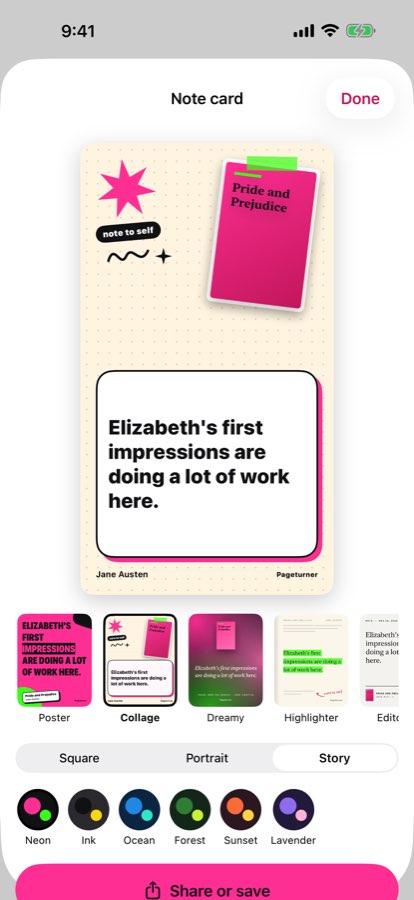 9:41
Note card
Done
Pride and
Prejudice
note to self
Elizabeth's first
impressions are
doing a lot of work
here.
Jane Austen
Pageturner
ELIZABETH'S
FIRST
IMPRESSIONS
ARE DOING A LOT
OF WORK HERE.
Pride and Prejudice
note to self
Pride and
Prejudice
Elizabeth's first
impressions are
doing a lot of work
here.
Elizabeth's first impressions
are doing a lot of work here.
Elizabeth's first
impressions are
doing a lot of work
here.
Elizabeth's
impressions
doing a lot
here.
Poster
Collage
Dreamy
Highlighter
Edito
Square
Portrait
Story
Neon
Ink
Ocean
Forest
Sunset
Lavender
Share or save